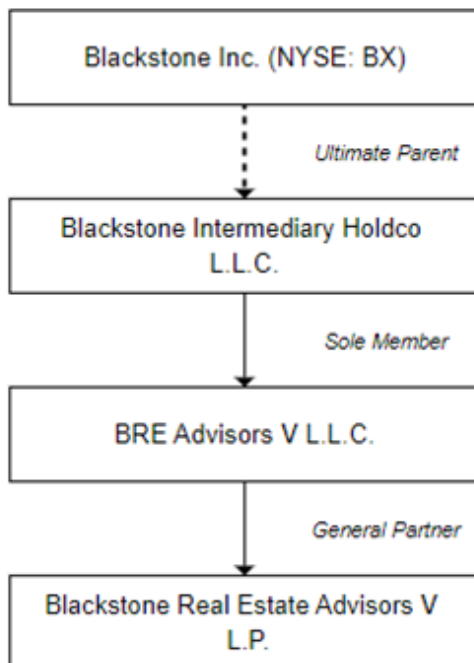 Blackstone Inc. (NYSE: BX)
Ultimate Parent
Blackstone Intermediary Holdco
L.L.C.
Sole Member
BRE Advisors V L.L.C.
General Partner
Blackstone Real Estate Advisors V
L.P.